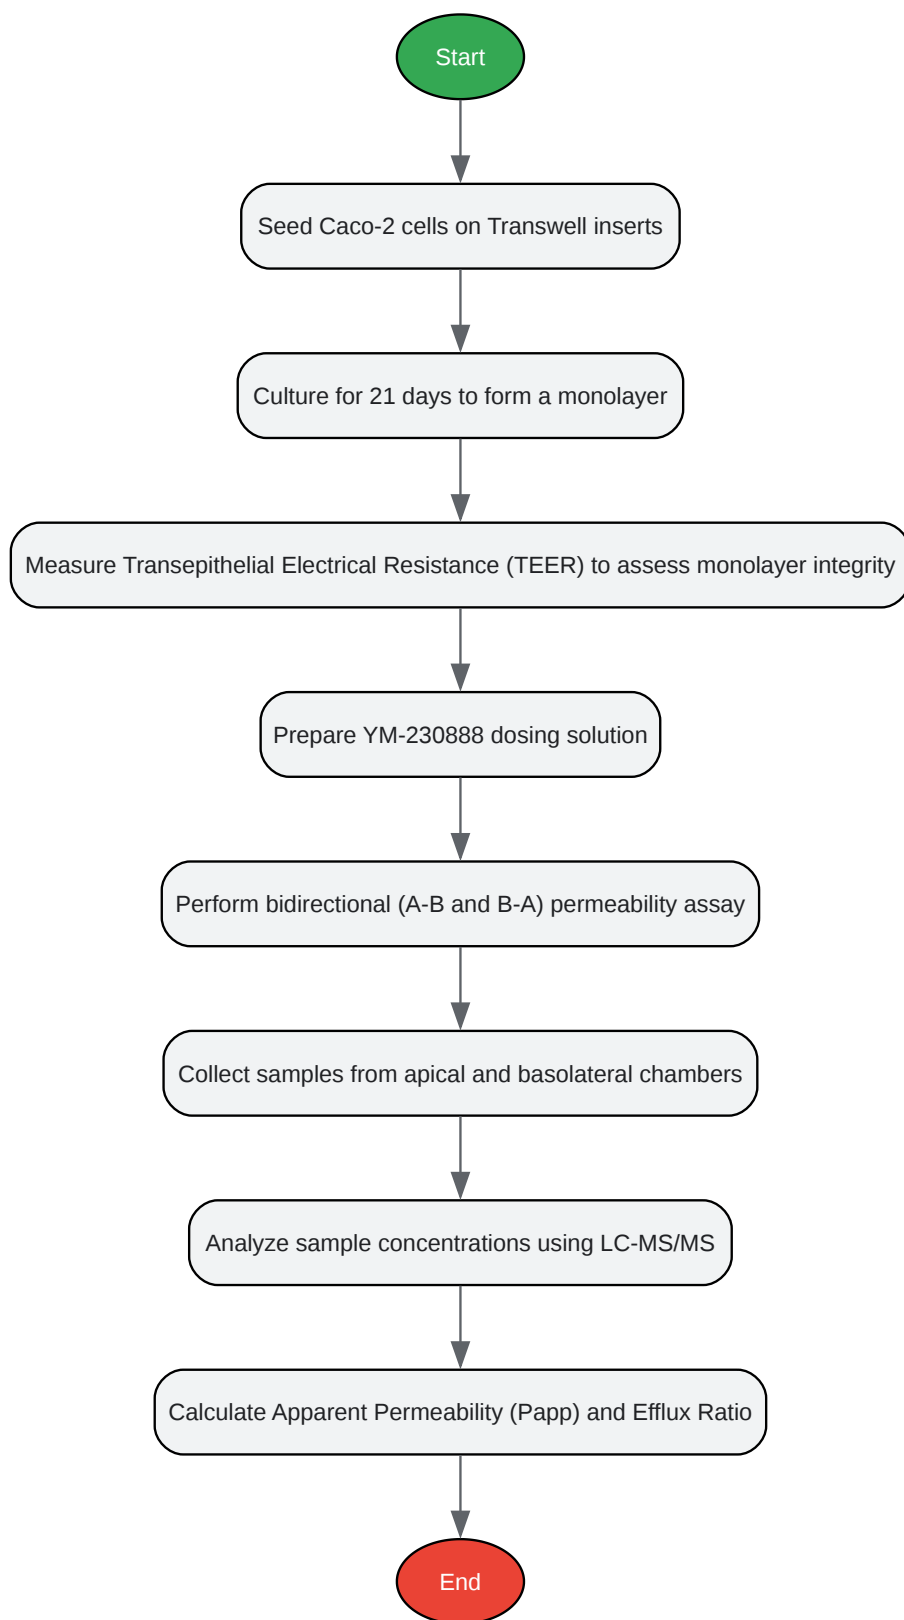 Start
Seed Caco-2 cells on Transwell inserts
Culture for 21 days to form a monolayer
Measure Transepithelial Electrical Resistance (TEER) to assess monolayer integrity
Prepare YM-230888 dosing solution
Perform bidirectional (A-B and B-A) permeability assay
Collect samples from apical and basolateral chambers
Analyze sample concentrations using LC-MS/MS
Calculate Apparent Permeability (Papp) and Efflux Ratio
End